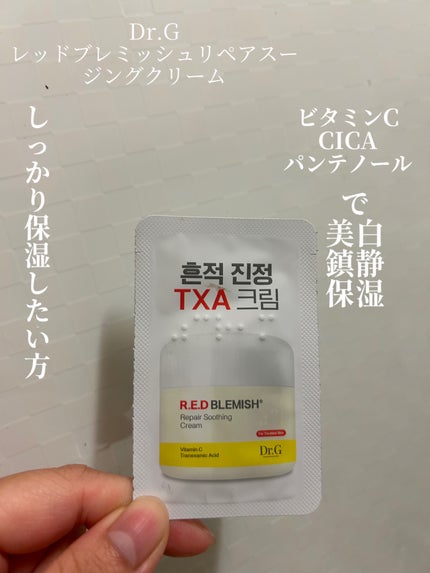 Dr.G
レッドブレミッシュリペアスー
ジングクリーム
しっかり保湿したい方
ビタミンC
CICA
パンテノール
で
美白
鎮静
保湿
흔적 진정
TXA 크림
R.E.D BLEMISH®
Repair Soothing
Cream
For Troubled Skin
Vitamin C
Tranexamic Acid
Dr.G